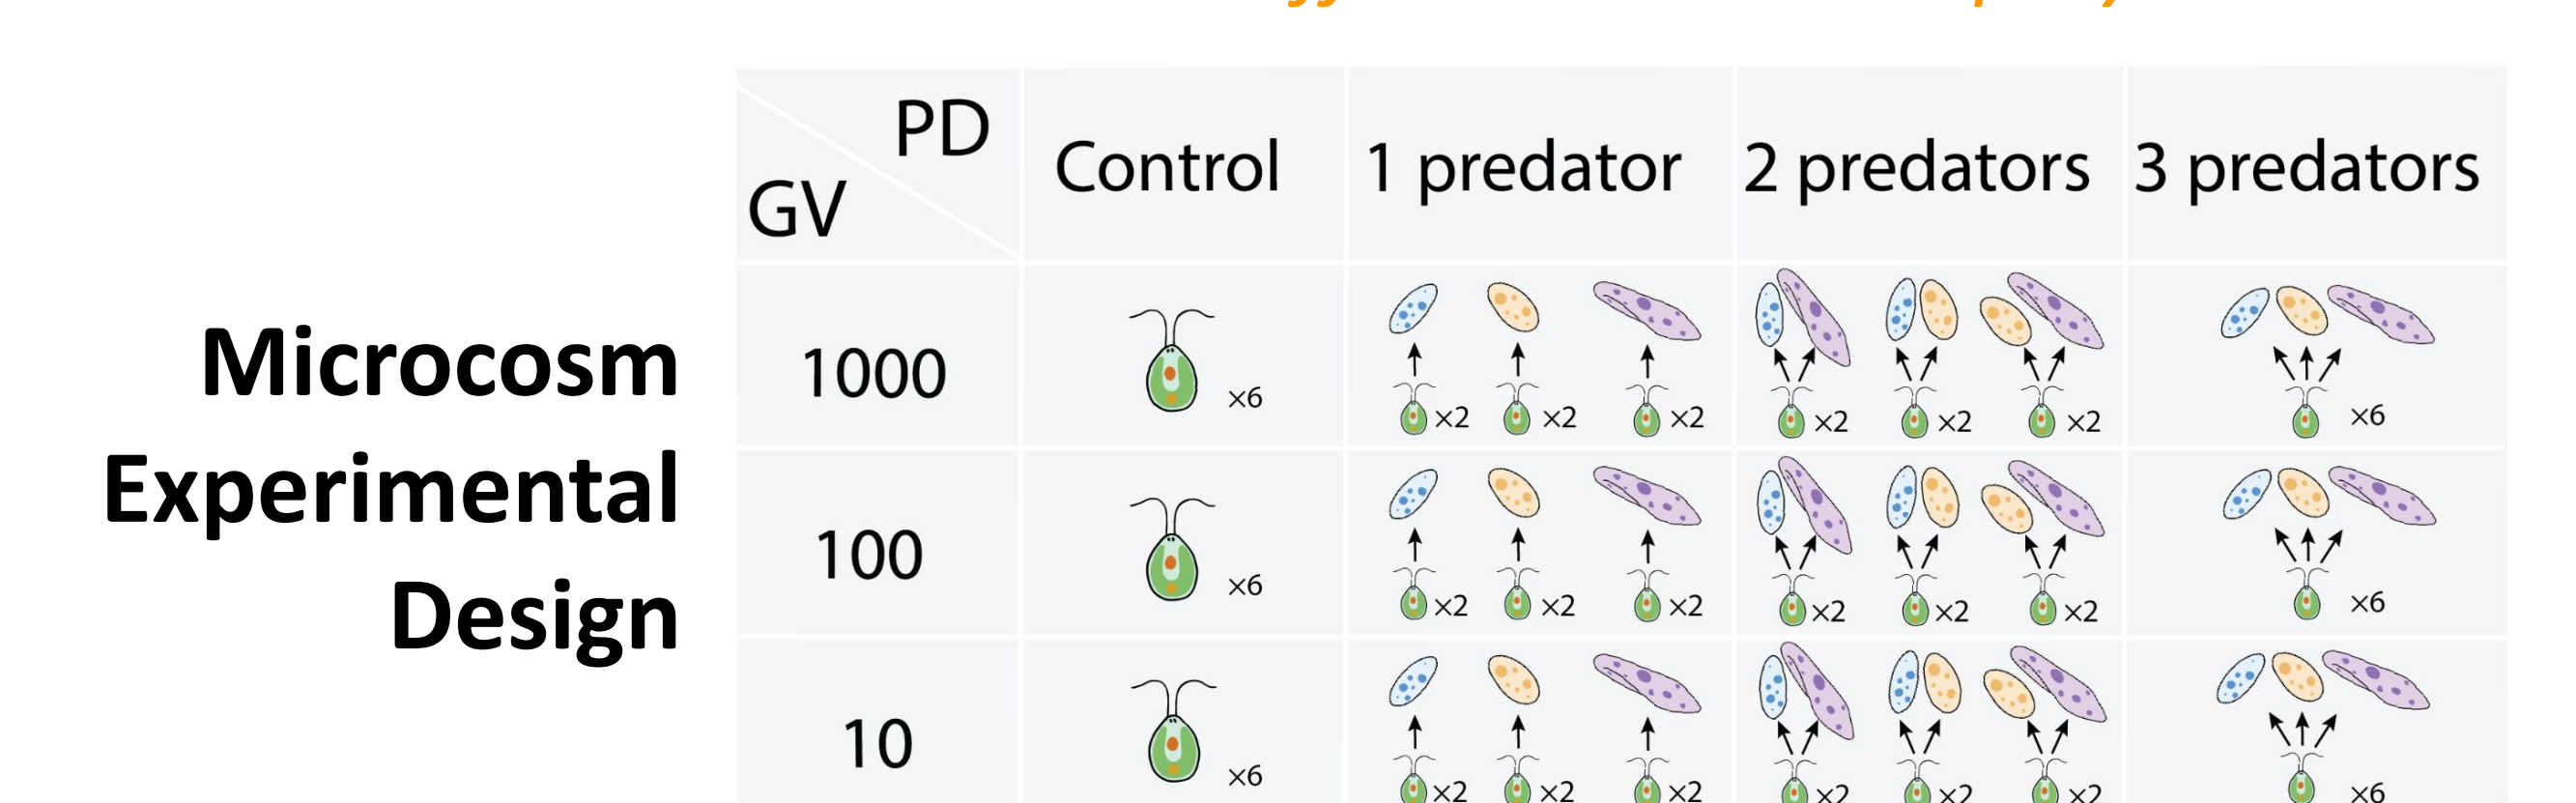 Microcosm
Experimental
Design
PD
GV
Control
1 predator
2 predators
3 predators
1000
×6
×2 ×2 ×2
×2 ×2 ×2
×6
100
×6
×2 ×2 ×2
×2 ×2 ×2
×6
10
×6
×2 ×2 ×2
×2 ×2 ×2
×6